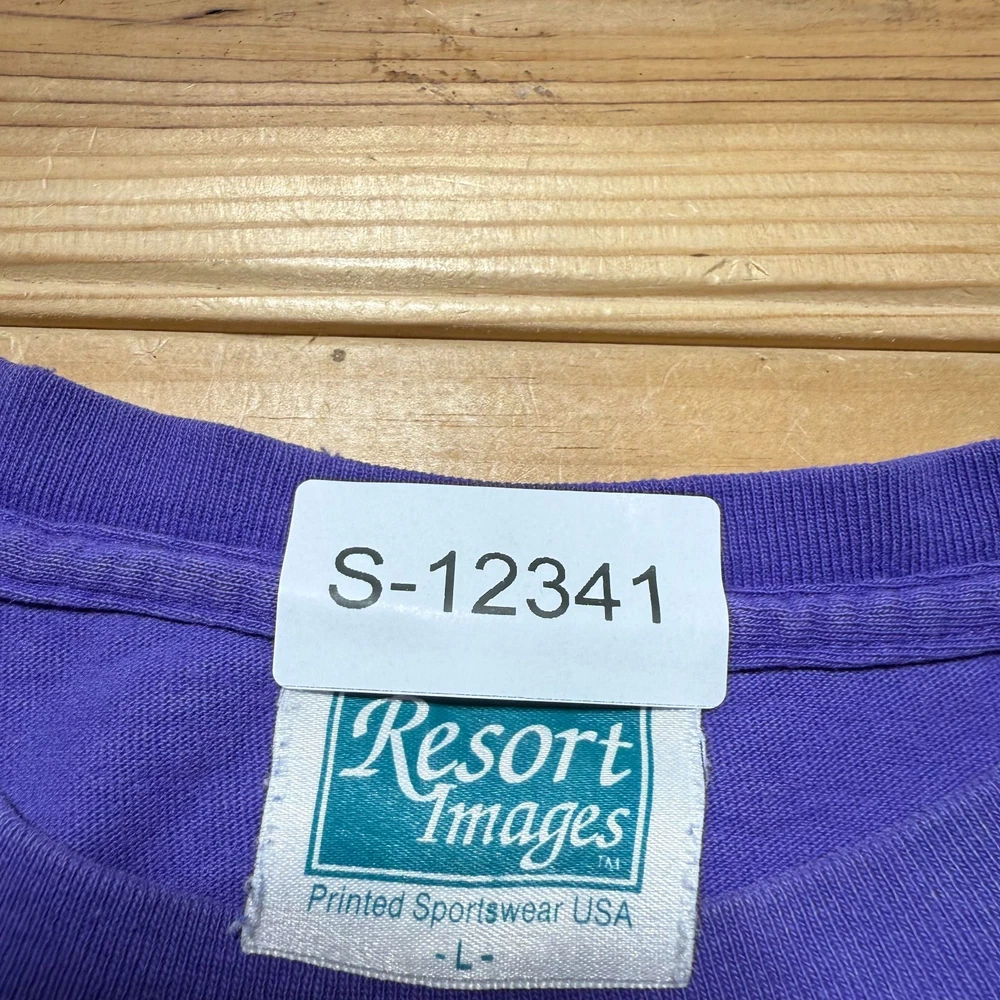 S-12341
Resort
Images
TM
Printed Sportswear USA
- L -